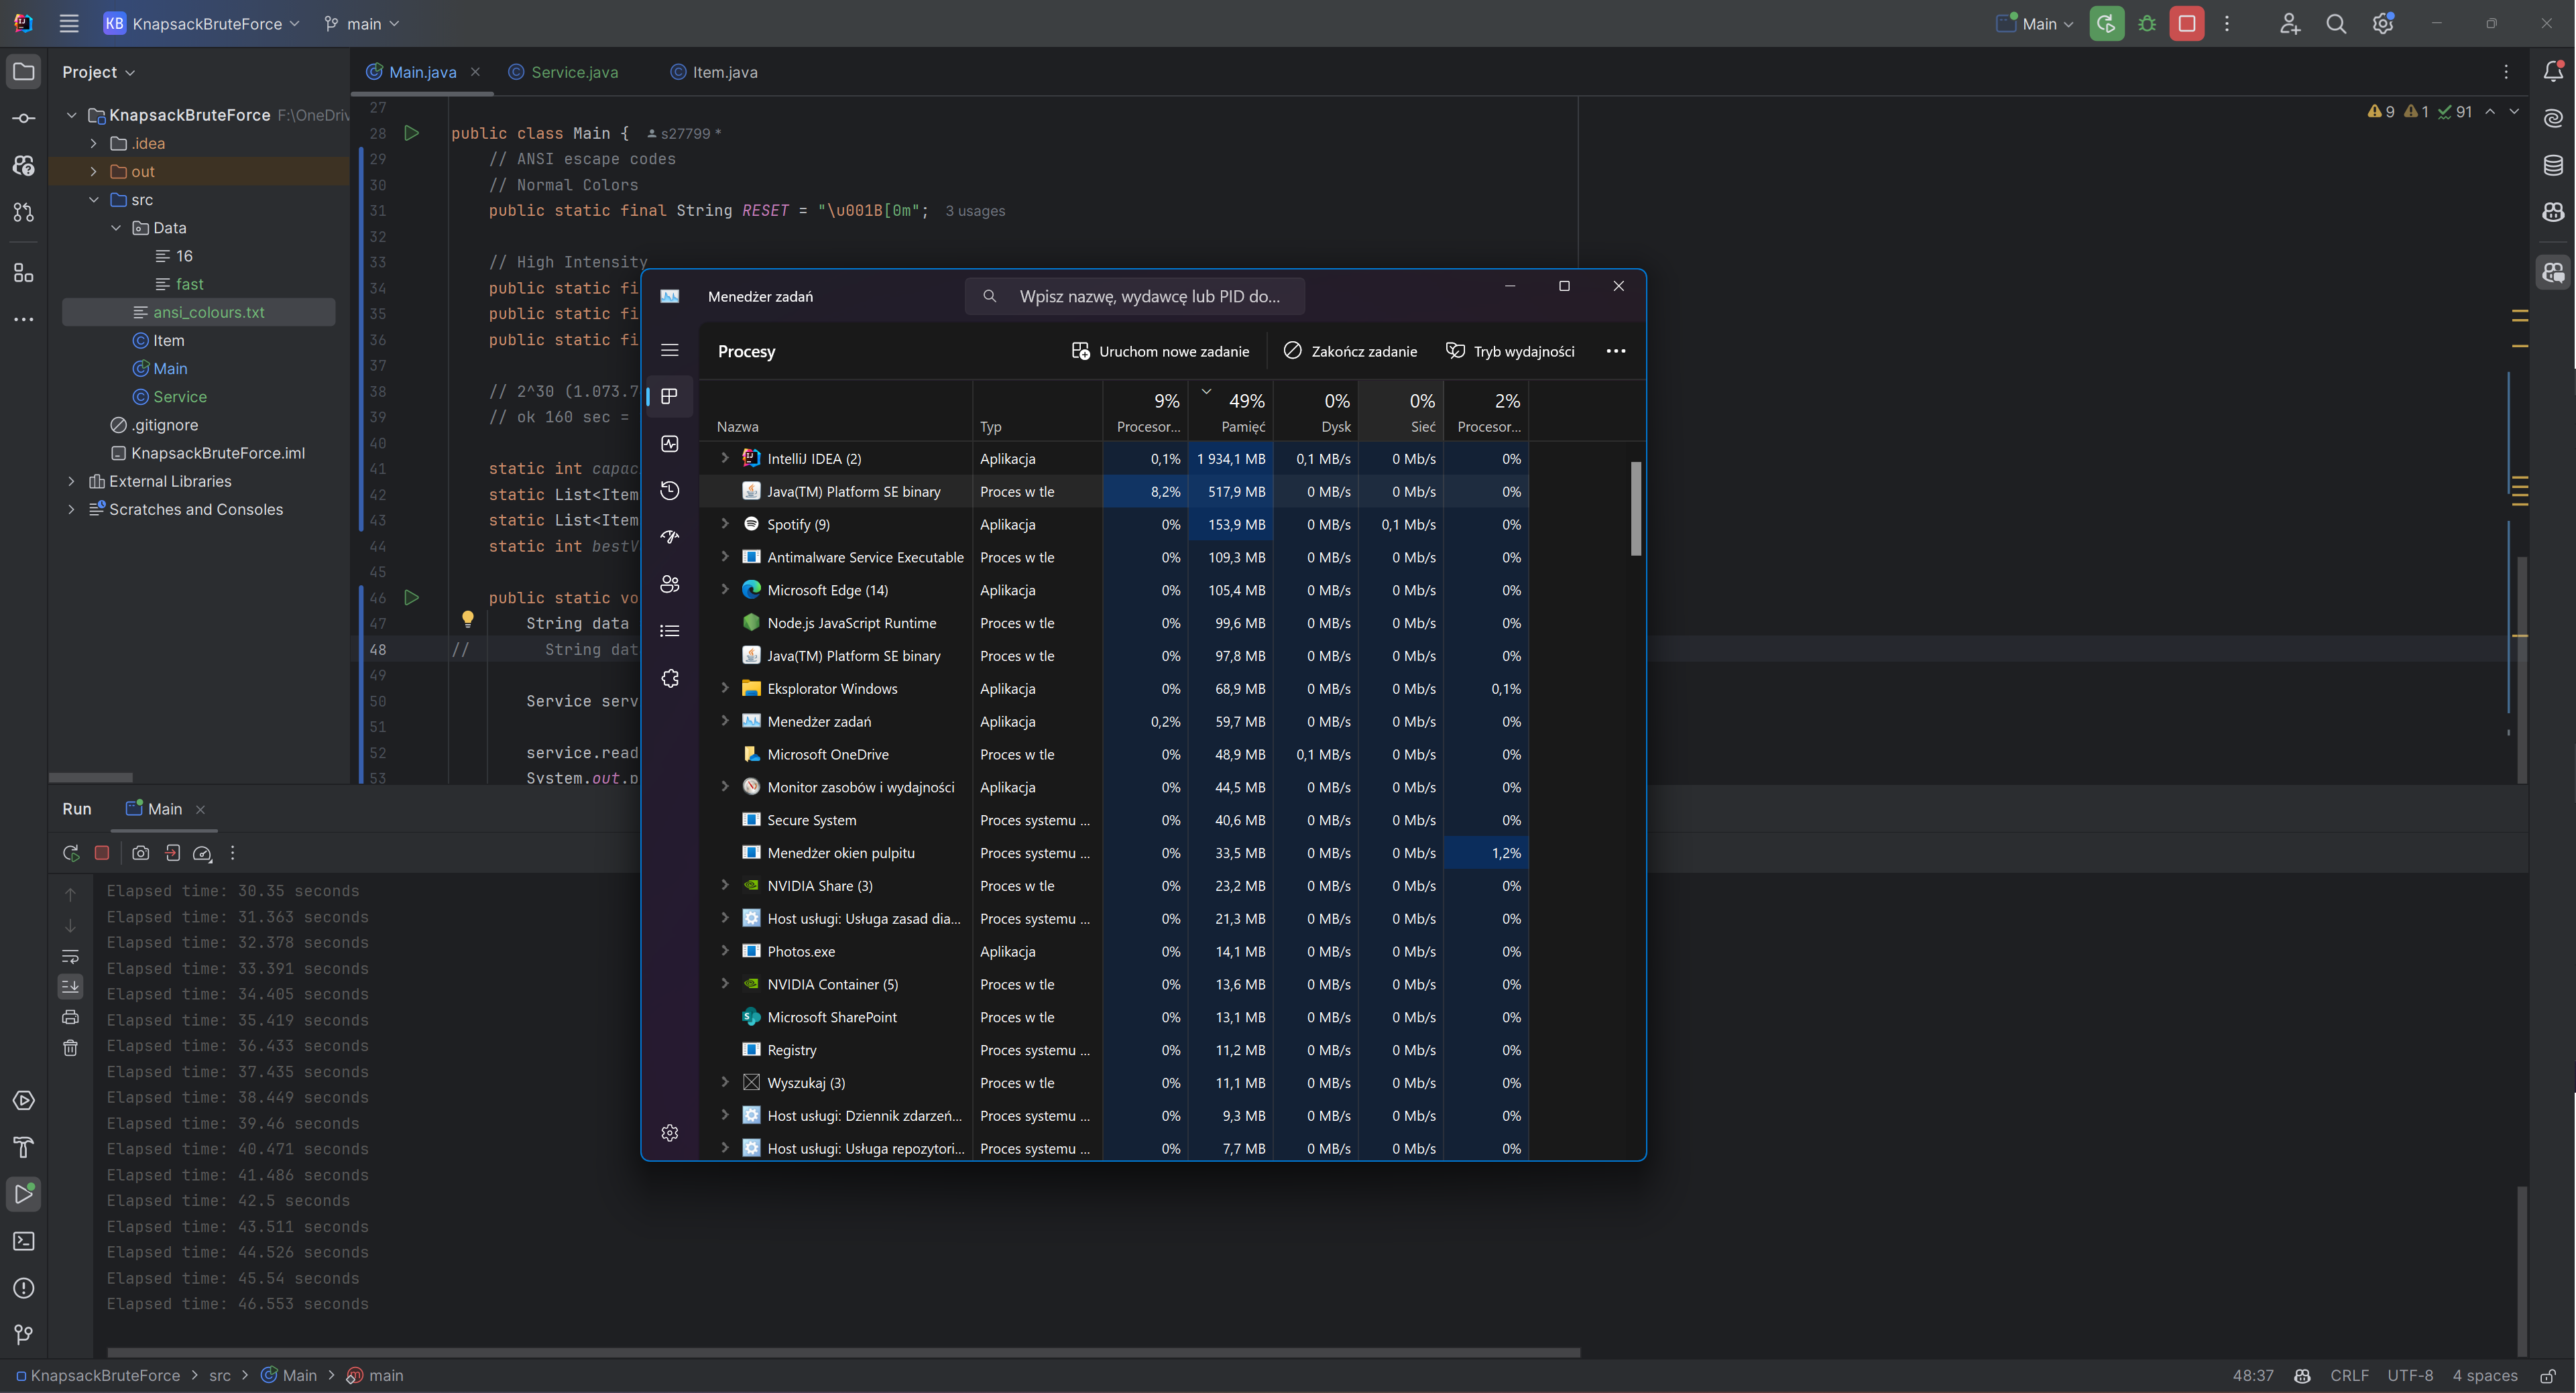 KB KnapsackBruteForce main Main
Project
Main.java Service.java Item.java
KnapsackBruteForce F:\OneDriv
.idea
out
src
Data
16
fast
ansi_colours.txt
Item
Main
Service
.gitignore
KnapsackBruteForce.iml
External Libraries
Scratches and Consoles
9 1 91
27
28 public class Main { s27799 *
29 // ANSI escape codes
30 // Normal Colors
31 public static final String RESET = "\u001B[0m"; 3 usages
32
33 // High Intensity
34 public static fi
35 public static fi
36 public static fi
37
38 // 2^30 (1.073.7
39 // ok 160 sec =
40
41 static int capac
42 static List<Item
43 static List<Item
44 static int bestV
45
46 public static vo
47 String data
48 // String dat
49
50 Service serv
51
52 service.read
53 System.out.p
Menedżer zadań
Wpisz nazwę, wydawcę lub PID do...
Procesy Uruchom nowe zadanie Zakończ zadanie Tryb wydajności
9% 49% 0% 0% 2%
Nazwa Typ Procesor... Pamięć Dysk Sieć Procesor...
IntelliJ IDEA (2) Aplikacja 0,1% 1 934,1 MB 0,1 MB/s 0 Mb/s 0%
Java(TM) Platform SE binary Proces w tle 8,2% 517,9 MB 0 MB/s 0 Mb/s 0%
Spotify (9) Aplikacja 0% 153,9 MB 0 MB/s 0,1 Mb/s 0%
Antimalware Service Executable Proces w tle 0% 109,3 MB 0 MB/s 0 Mb/s 0%
Microsoft Edge (14) Aplikacja 0% 105,4 MB 0 MB/s 0 Mb/s 0%
Node.js JavaScript Runtime Proces w tle 0% 99,6 MB 0 MB/s 0 Mb/s 0%
Java(TM) Platform SE binary Proces w tle 0% 97,8 MB 0 MB/s 0 Mb/s 0%
Eksplorator Windows Aplikacja 0% 68,9 MB 0 MB/s 0 Mb/s 0,1%
Menedżer zadań Aplikacja 0,2% 59,7 MB 0 MB/s 0 Mb/s 0%
Microsoft OneDrive Proces w tle 0% 48,9 MB 0,1 MB/s 0 Mb/s 0%
Monitor zasobów i wydajności Aplikacja 0% 44,5 MB 0 MB/s 0 Mb/s 0%
Secure System Proces systemu ... 0% 40,6 MB 0 MB/s 0 Mb/s 0%
Menedżer okien pulpitu Proces systemu ... 0% 33,5 MB 0 MB/s 0 Mb/s 1,2%
NVIDIA Share (3) Proces w tle 0% 23,2 MB 0 MB/s 0 Mb/s 0%
Host usługi: Usługa zasad dia... Proces systemu ... 0% 21,3 MB 0 MB/s 0 Mb/s 0%
Photos.exe Aplikacja 0% 14,1 MB 0 MB/s 0 Mb/s 0%
NVIDIA Container (5) Proces w tle 0% 13,6 MB 0 MB/s 0 Mb/s 0%
Microsoft SharePoint Proces w tle 0% 13,1 MB 0 MB/s 0 Mb/s 0%
Registry Proces systemu ... 0% 11,2 MB 0 MB/s 0 Mb/s 0%
Wyszukaj (3) Proces w tle 0% 11,1 MB 0 MB/s 0 Mb/s 0%
Host usługi: Dziennik zdarzeń... Proces systemu ... 0% 9,3 MB 0 MB/s 0 Mb/s 0%
Host usługi: Usługa repozytori... Proces systemu ... 0% 7,7 MB 0 MB/s 0 Mb/s 0%
Run Main
Elapsed time: 30.35 seconds
Elapsed time: 31.363 seconds
Elapsed time: 32.378 seconds
Elapsed time: 33.391 seconds
Elapsed time: 34.405 seconds
Elapsed time: 35.419 seconds
Elapsed time: 36.433 seconds
Elapsed time: 37.435 seconds
Elapsed time: 38.449 seconds
Elapsed time: 39.46 seconds
Elapsed time: 40.471 seconds
Elapsed time: 41.486 seconds
Elapsed time: 42.5 seconds
Elapsed time: 43.511 seconds
Elapsed time: 44.526 seconds
Elapsed time: 45.54 seconds
Elapsed time: 46.553 seconds
KnapsackBruteForce > src > Main > main 48:37 CRLF UTF-8 4 spaces